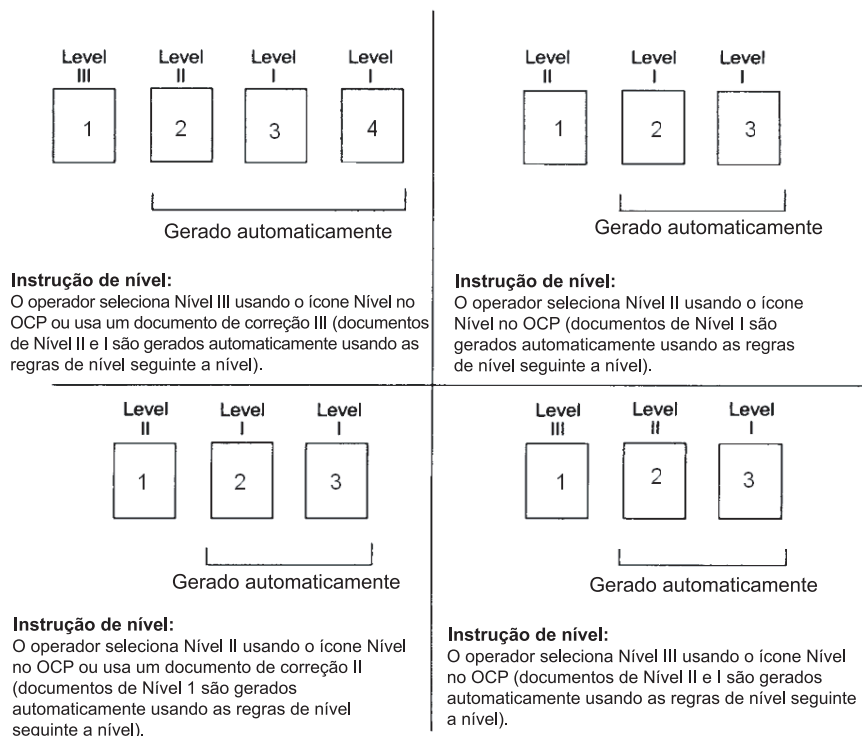 Level Level Level Level
III II I I
1 2 3 4
Gerado automaticamente
Instrução de nível:
O operador seleciona Nível III usando o ícone Nível no
OCP ou usa um documento de correção III (documentos
de Nível II e I são gerados automaticamente usando as
regras de nível seguinte a nível).
Level Level Level
II I I
1 2 3
Gerado automaticamente
Instrução de nível:
O operador seleciona Nível II usando o ícone
Nível no OCP (documentos de Nível I são
gerados automaticamente usando as regras
de nível seguinte a nível).
Level Level Level
II I I
1 2 3
Gerado automaticamente
Instrução de nível:
O operador seleciona Nível II usando o ícone Nível
no OCP ou usa um documento de correção II
(documentos de Nível 1 são gerados
automaticamente usando as regras de nível
seguinte a nível).
Level Level Level
III II I
1 2 3
Gerado automaticamente
Instrução de nível:
O operador seleciona Nível III usando o ícone Nível
no OCP (documentos de Nível II e I são gerados
automaticamente usando as regras de nível seguinte
a nível).